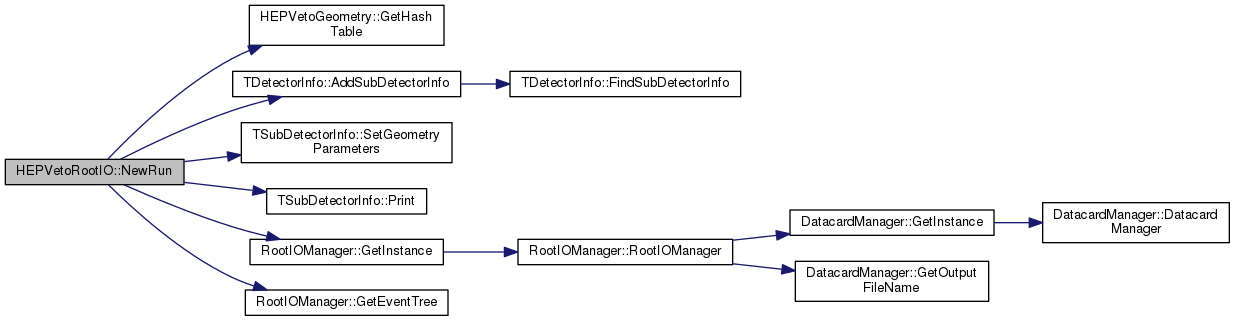 HEPVetoGeometry::GetHash
Table
TDetectorInfo::AddSubDetectorInfo
TDetectorInfo::FindSubDetectorInfo
TSubDetectorInfo::SetGeometry
Parameters
HEPVetoRootIO::NewRun
TSubDetectorInfo::Print
RootIOManager::GetInstance
RootIOManager::RootIOManager
DatacardManager::GetInstance
DatacardManager::Datacard
Manager
DatacardManager::GetOutput
FileName
RootIOManager::GetEventTree